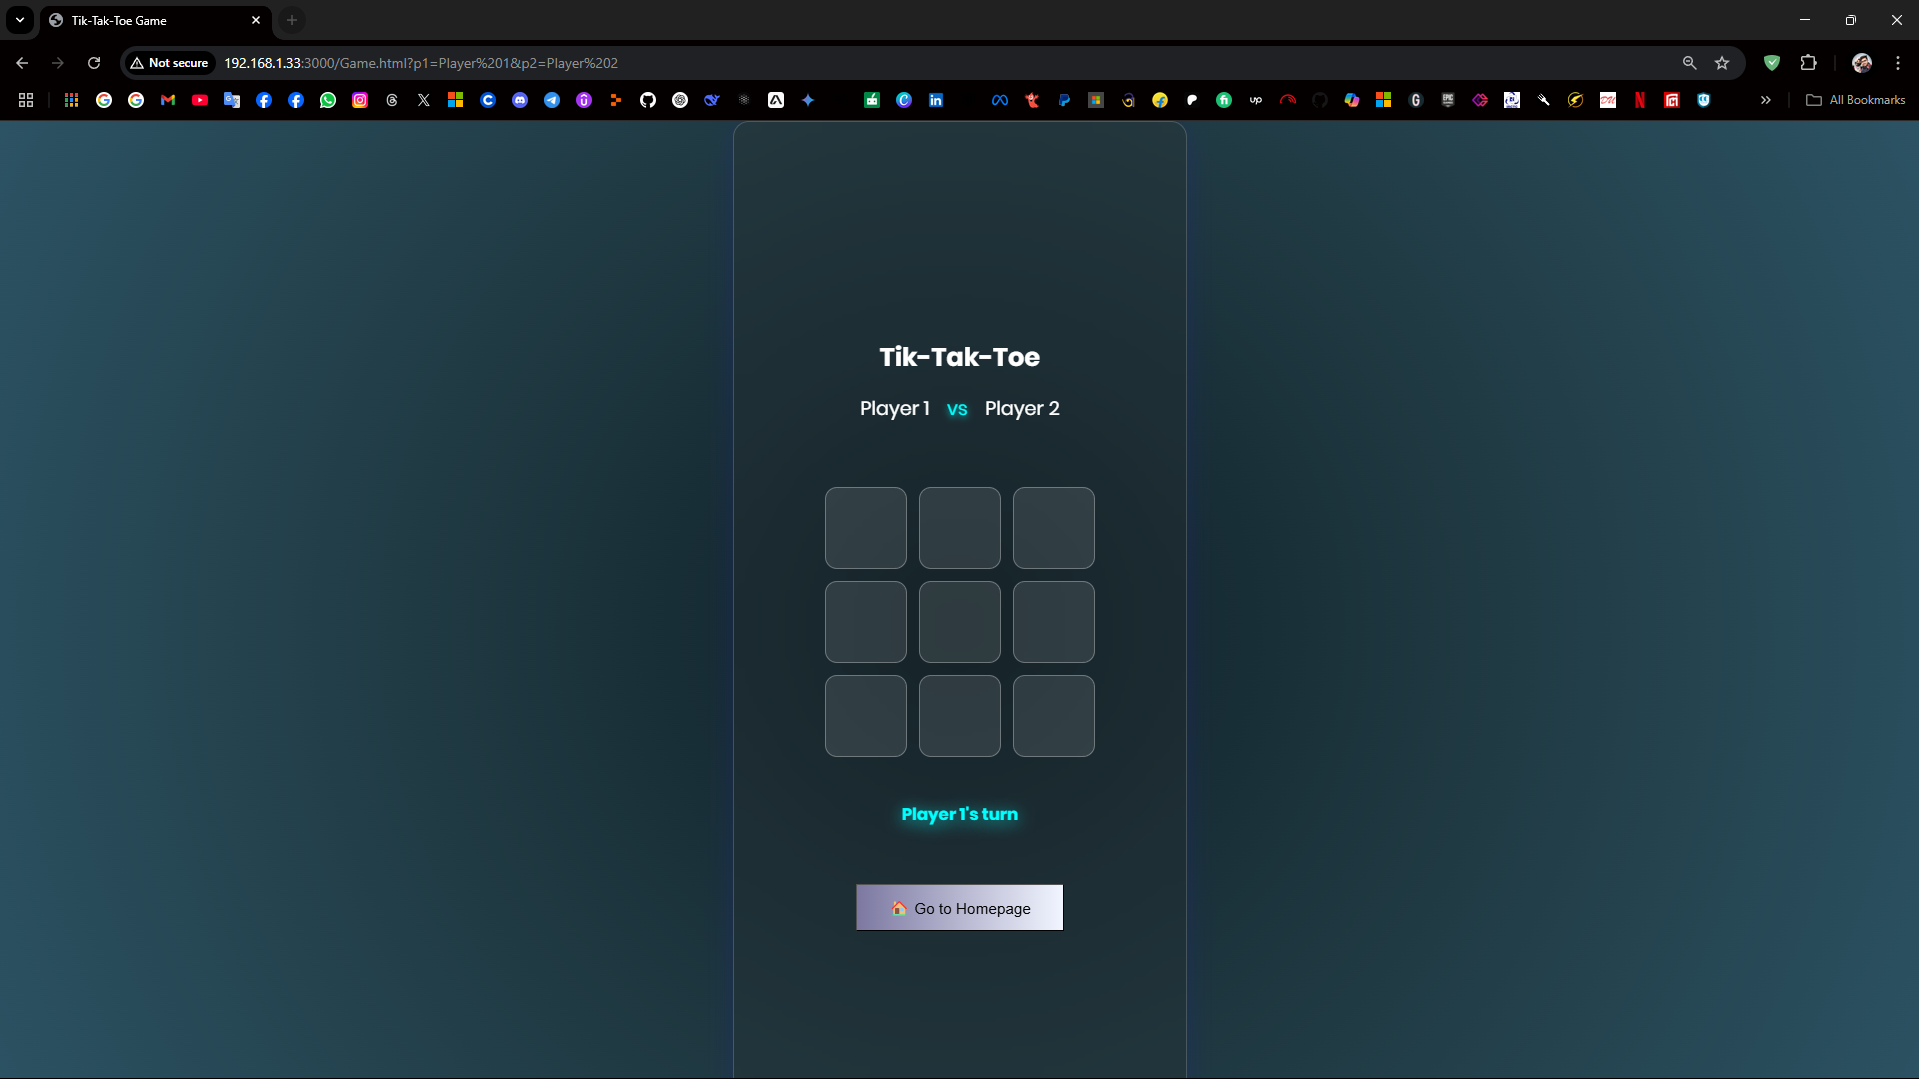 Tik-Tak-Toe Game
Not secure
192.168.1.33:3000/Game.html?p1=Player%201&p2=Player%202
All Bookmarks
Tik-Tak-Toe
Player 1 vs Player 2
Player 1's turn
Go to Homepage